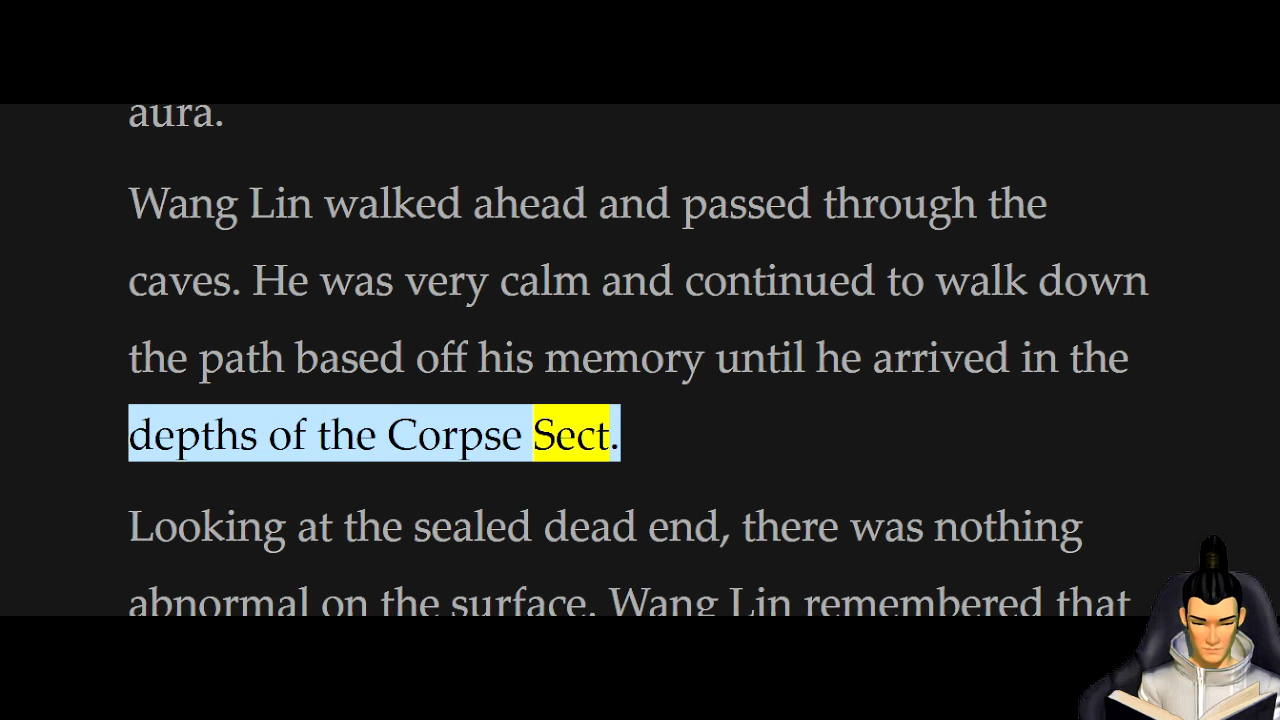 aura.
Wang Lin walked ahead and passed through the
caves. He was very calm and continued to walk down
the path based off his memory until he arrived in the
depths of the Corpse Sect.
Looking at the sealed dead end, there was nothing
abnormal on the surface. Wang Lin remembered that